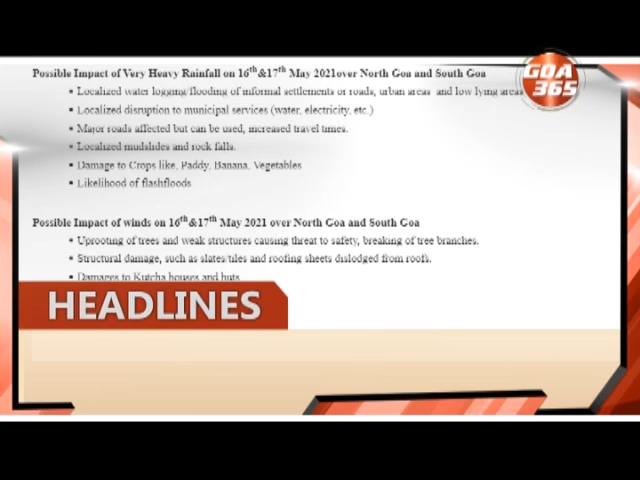 Possible Impact of Very Heavy Rainfall on 16th&17th May 2021over North Goa and South Goa
▪ Localized water logging/flooding of informal settlements or roads, urban areas and low lying areas
▪ Localized disruption to municipal services (water, electricity, etc.)
▪ Major roads affected but can be used, increased travel times.
▪ Localized mudslides and rock falls.
▪ Damage to Crops like, Paddy, Banana, Vegetables
▪ Likelihood of flashfloods
Possible Impact of winds on 16th&17th May 2021 over North Goa and South Goa
▪ Uprooting of trees and weak structures causing threat to safety, breaking of tree branches.
▪ Structural damage, such as slates/tiles and roofing sheets dislodged from roofs.
▪ Damages to Kutcha houses and huts
GOA
365
HEADLINES